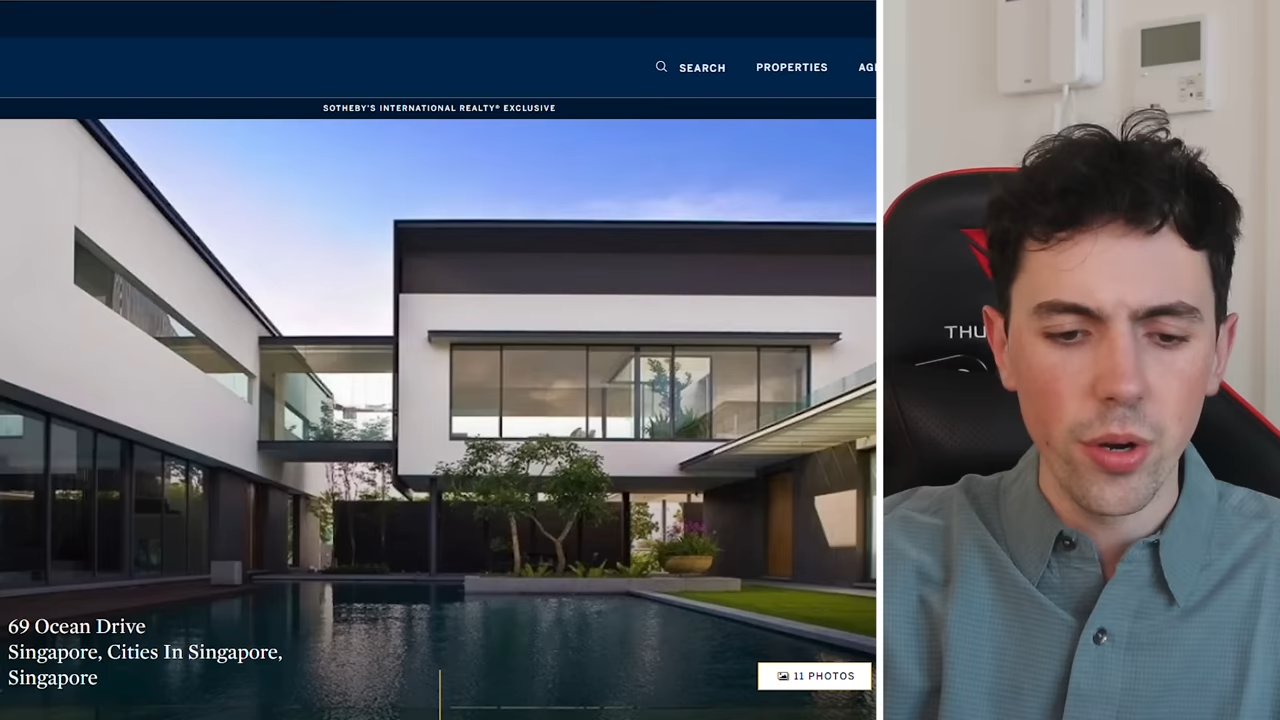 SEARCH PROPERTIES
SOTHEBY'S INTERNATIONAL REALTY® EXCLUSIVE
69 Ocean Drive
Singapore, Cities In Singapore,
Singapore
11 PHOTOS